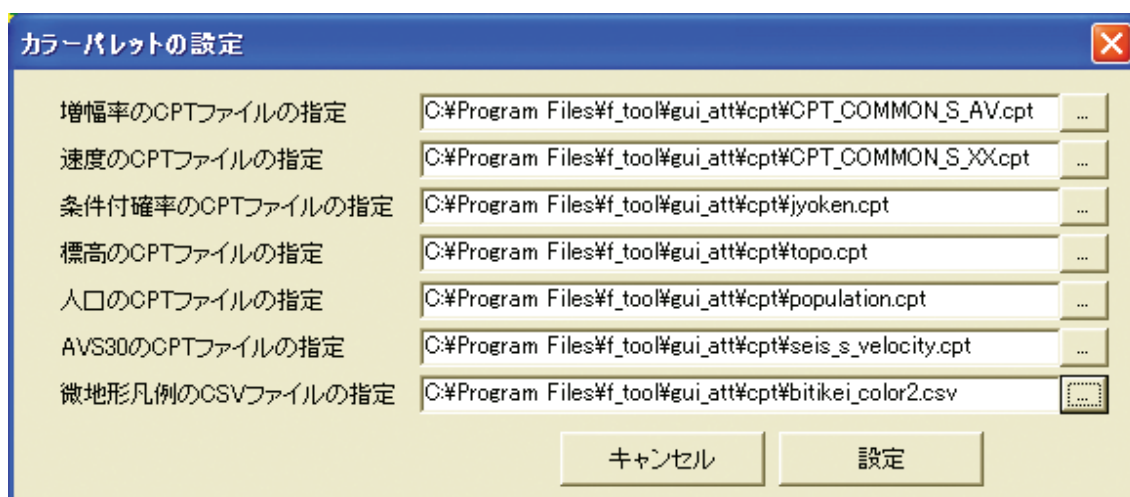 カラーパレットの設定
増幅率のCPTファイルの指定 C:¥Program Files¥f_tool¥gui_att¥cpt¥CPT_COMMON_S_AV.cpt ...
速度のCPTファイルの指定 C:¥Program Files¥f_tool¥gui_att¥cpt¥CPT_COMMON_S_XX.cpt ...
条件付確率のCPTファイルの指定 C:¥Program Files¥f_tool¥gui_att¥cpt¥jyoken.cpt ...
標高のCPTファイルの指定 C:¥Program Files¥f_tool¥gui_att¥cpt¥topo.cpt ...
人口のCPTファイルの指定 C:¥Program Files¥f_tool¥gui_att¥cpt¥population.cpt ...
AVS30のCPTファイルの指定 C:¥Program Files¥f_tool¥gui_att¥cpt¥seis_s_velocity.cpt ...
微地形凡例のCSVファイルの指定 C:¥Program Files¥f_tool¥gui_att¥cpt¥bitikei_color2.csv ...
キャンセル 設定